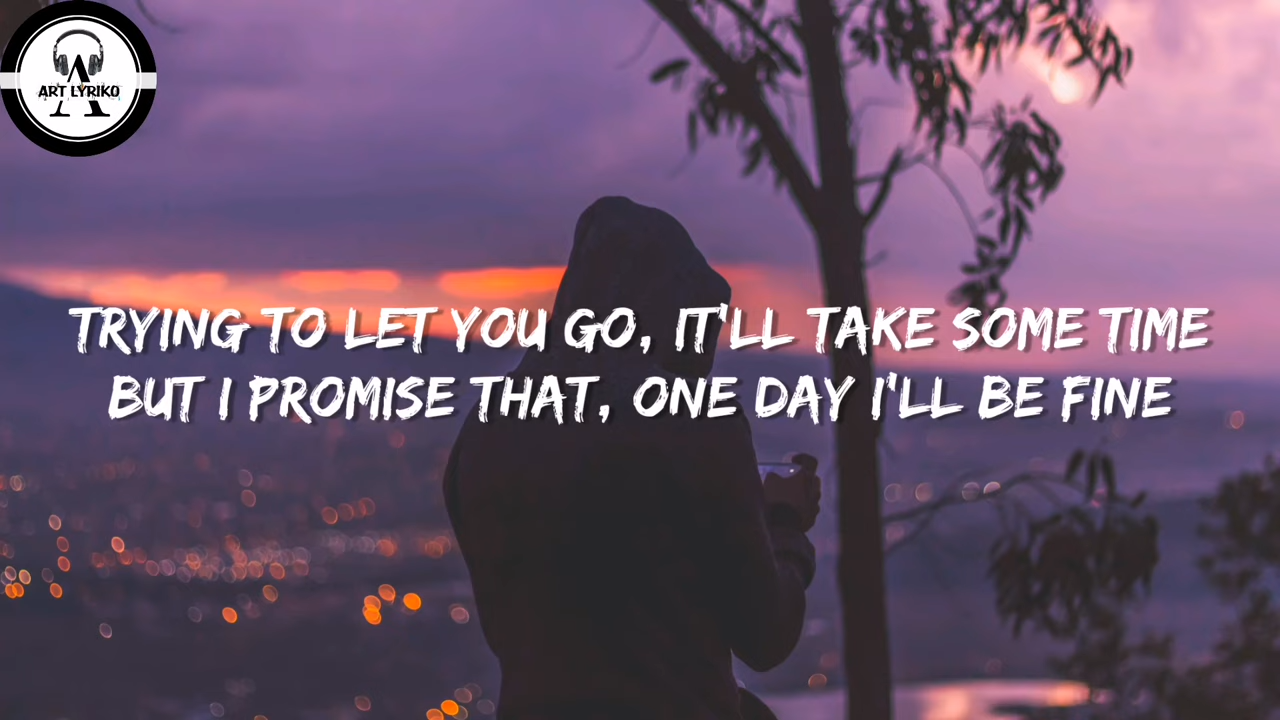 ART LYRIKO
TRYING TO LET YOU GO, IT'LL TAKE SOME TIME
BUT I PROMISE THAT, ONE DAY I'LL BE FINE